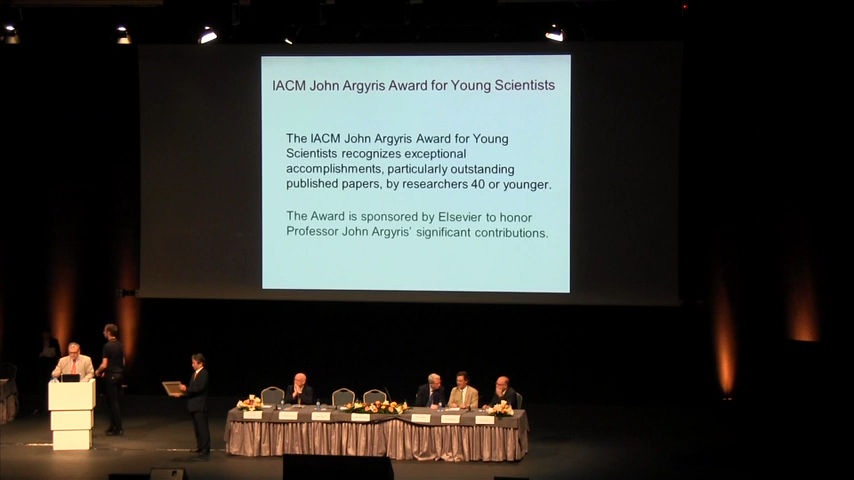 IACM John Argyris Award for Young Scientists
The IACM John Argyris Award for Young
Scientists recognizes exceptional
accomplishments, particularly outstanding
published papers, by researchers 40 or younger.
The Award is sponsored by Elsevier to honor
Professor John Argyris' significant contributions.